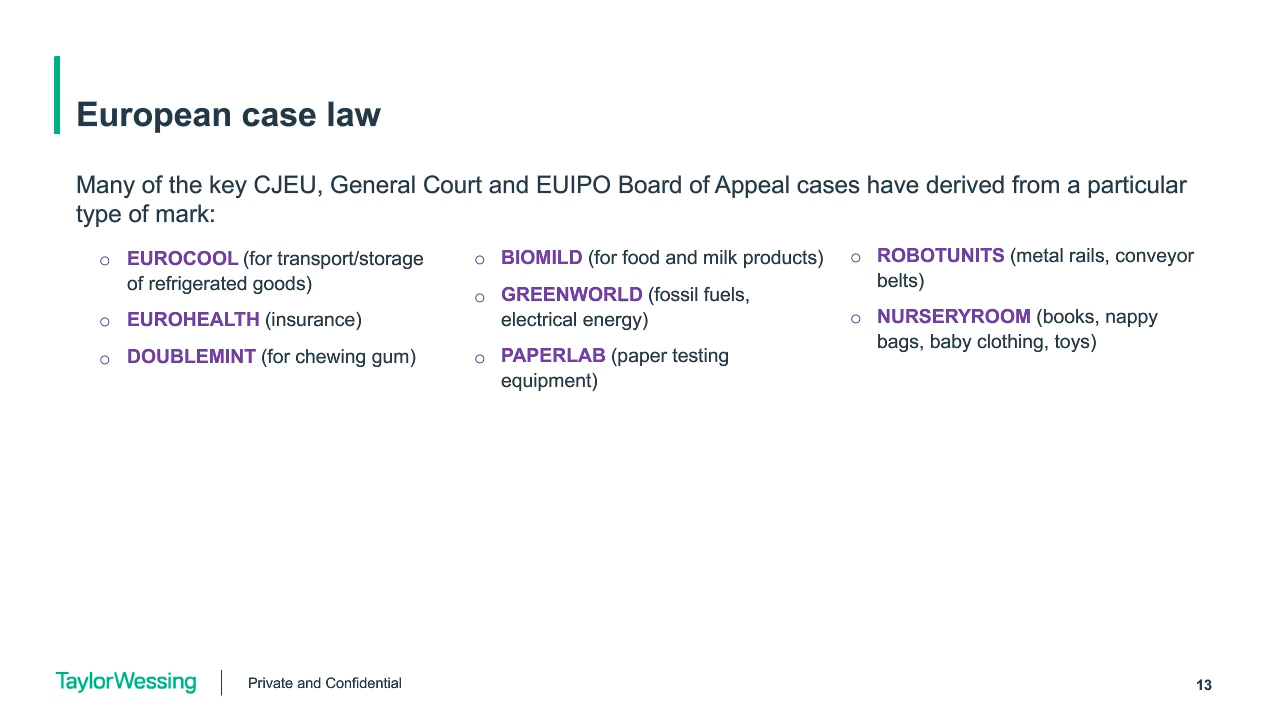 European case law
Many of the key CJEU, General Court and EUIPO Board of Appeal cases have derived from a particular
type of mark:
o EUROCOOL (for transport/storage
of refrigerated goods)
o EUROHEALTH (insurance)
o DOUBLEMINT (for chewing gum)
o BIOMILD (for food and milk products)
o GREENWORLD (fossil fuels,
electrical energy)
o PAPERLAB (paper testing
equipment)
o ROBOTUNITS (metal rails, conveyor
belts)
o NURSERYROOM (books, nappy
bags, baby clothing, toys)
TaylorWessing
Private and Confidential
13